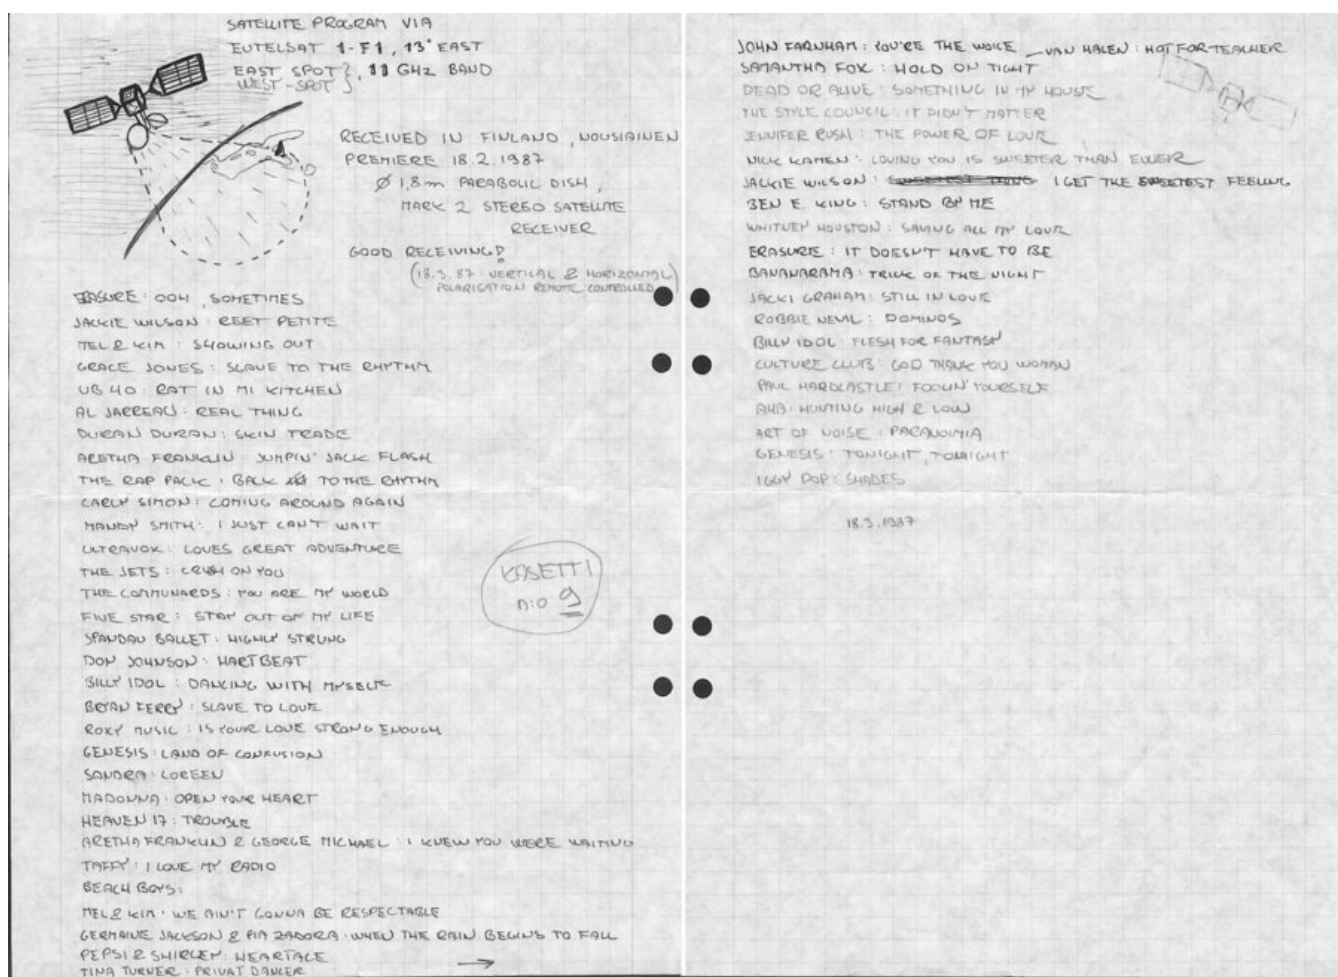 SATELLITE PROGRAM VIA
EUTELSAT 1-F1, 13° EAST
EAST SPOT }, 11 GHz BAND
WEST-SPOT }
RECEIVED IN FINLAND, NOUSIAINEN
PREMIERE 18.2.1987
Ø 1,8m PARABOLIC DISH,
MARK 2 STEREO SATELLITE
RECEIVER
GOOD RECEIVING!
(18.3.87 VERTICAL & HORIZONTAL)
POLARISATION REMOTE CONTROLLED
ERASURE: OOH, SOMETIMES
JACKIE WILSON: REET PETITE
MEL & KIM: SHOWING OUT
GRACE JONES: SLAVE TO THE RHYTHM
UB 40: RAT IN MI KITCHEN
AL JARREAU: REAL THING
DURAN DURAN: SKIN TRADE
ARETHA FRANKLIN: JUMPIN' JACK FLASH
THE RAP PACK: BACK TO THE RHYTHM
CARLY SIMON: COMING AROUND AGAIN
MANDY SMITH: I JUST CAN'T WAIT
ULTRAVOX: LOVES GREAT ADVENTURE
THE JETS: CRUSH ON YOU
THE COMMUNARDS: YOU ARE MY WORLD
FIVE STAR: STAY OUT OF MY LIFE
SPANDAU BALLET: HIGHLY STRUNG
DON JOHNSON: HARTBEAT
BILLY IDOL: DANCING WITH MYSELF
BRYAN FERRY: SLAVE TO LOVE
ROXY MUSIC: IS YOUR LOVE STRONG ENOUGH
GENESIS: LAND OF CONFUSION
SANDRA: LOREEN
MADONNA: OPEN YOUR HEART
HEAVEN 17: TROUBLE
ARETHA FRANKLIN & GEORGE MICHAEL: I KNEW YOU WERE WAITING
TAFFY: I LOVE MY RADIO
BEACH BOYS:
MEL & KIM: WE AIN'T GONNA BE RESPECTABLE
GERMAINE JACKSON & PIA ZADORA: WHEN THE RAIN BEGINS TO FALL
PEPSI & SHIRLEY: HEARTACE
TINA TURNER: PRIVAT DANCER
→
KASETTI
n:o 9
JOHN FARNHAM: YOU'RE THE VOICE — VAN HALEN: HOT FOR TEACHER
SAMANTHA FOX: HOLD ON TIGHT
DEAD OR ALIVE: SOMETHING IN MY HOUSE
THE STYLE COUNCIL: IT DIDN'T MATTER
JENNIFER RUSH: THE POWER OF LOVE
NICK KAMEN: LOVING YOU IS SWEETER THAN EVER
JACKIE WILSON: SWEETEST THING I GET THE SWEETEST FEELING
BEN E. KING: STAND BY ME
WHITNEY HOUSTON: SAVING ALL MY LOVE
ERASURE: IT DOESN'T HAVE TO BE
BANANARAMA: TRICK OF THE NIGHT
JACKI GRAHAM: STILL IN LOVE
ROBBIE NEVIL: DOMINOS
BILLY IDOL: FLESH FOR FANTASY
CULTURE CLUB: GOD THANK YOU WOMAN
PAUL HARDCASTLE: FOOLIN' YOURSELF
AHA: HUNTING HIGH & LOW
ART OF NOISE: PARANOIMIA
GENESIS: TONIGHT, TONIGHT
IGGY POP: SHADES
18.3.1987